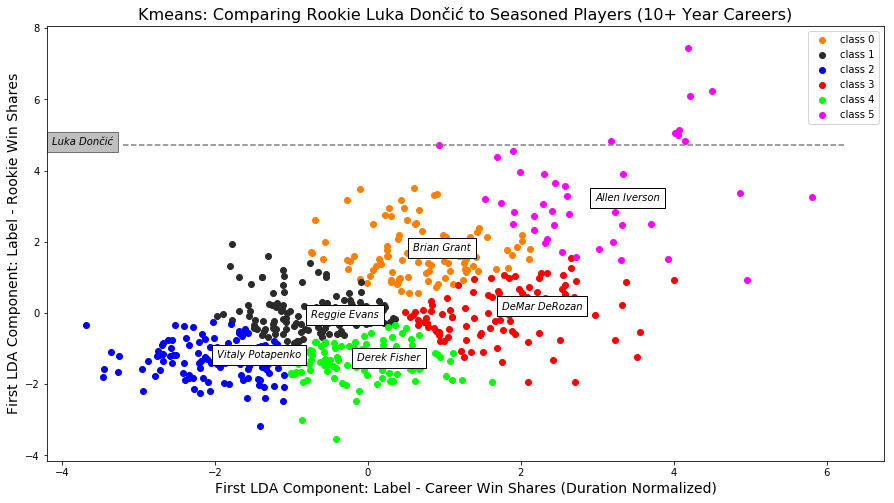 Kmeans: Comparing Rookie Luka Dončić to Seasoned Players (10+ Year Careers)
8
6
4
2
0
−2
−4
First LDA Component: Label - Rookie Win Shares
class 0
class 1
class 2
class 3
class 4
class 5
Luka Dončić
Allen Iverson
Brian Grant
DeMar DeRozan
Reggie Evans
Vitaly Potapenko
Derek Fisher
−4 −2 0 2 4 6
First LDA Component: Label - Career Win Shares (Duration Normalized)